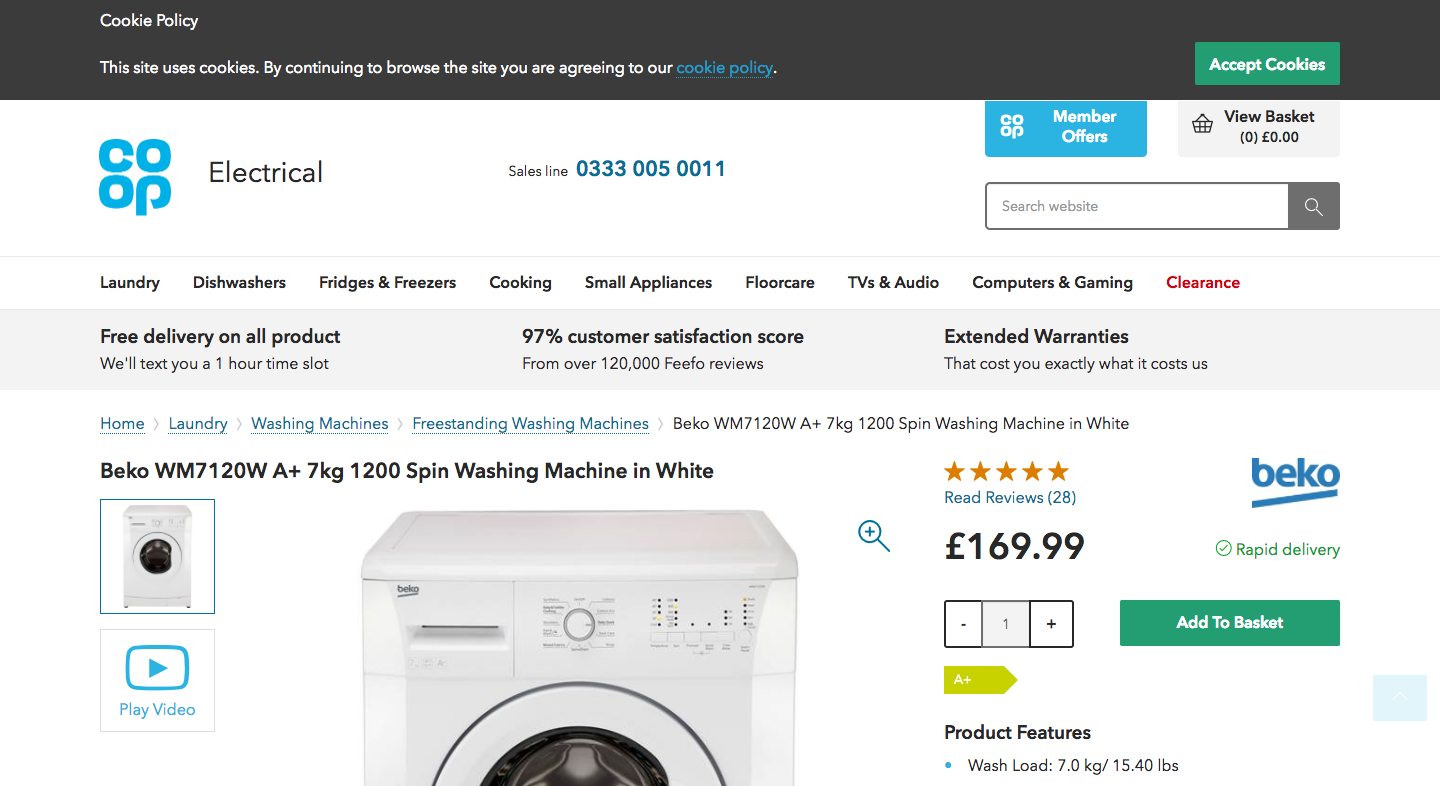 Cookie Policy
This site uses cookies. By continuing to browse the site you are agreeing to our cookie policy.
Accept Cookies
co
op
Electrical
Sales line 0333 005 0011
co
op
Member
Offers
View Basket
(0) £0.00
Search website
Laundry
Dishwashers
Fridges & Freezers
Cooking
Small Appliances
Floorcare
TVs & Audio
Computers & Gaming
Clearance
Free delivery on all product
We'll text you a 1 hour time slot
97% customer satisfaction score
From over 120,000 Feefo reviews
Extended Warranties
That cost you exactly what it costs us
Home
Laundry
Washing Machines
Freestanding Washing Machines
Beko WM7120W A+ 7kg 1200 Spin Washing Machine in White
Beko WM7120W A+ 7kg 1200 Spin Washing Machine in White
Play Video
beko
Read Reviews (28)
beko
£169.99
Rapid delivery
-
1
+
Add To Basket
A+
Product Features
Wash Load: 7.0 kg/ 15.40 lbs